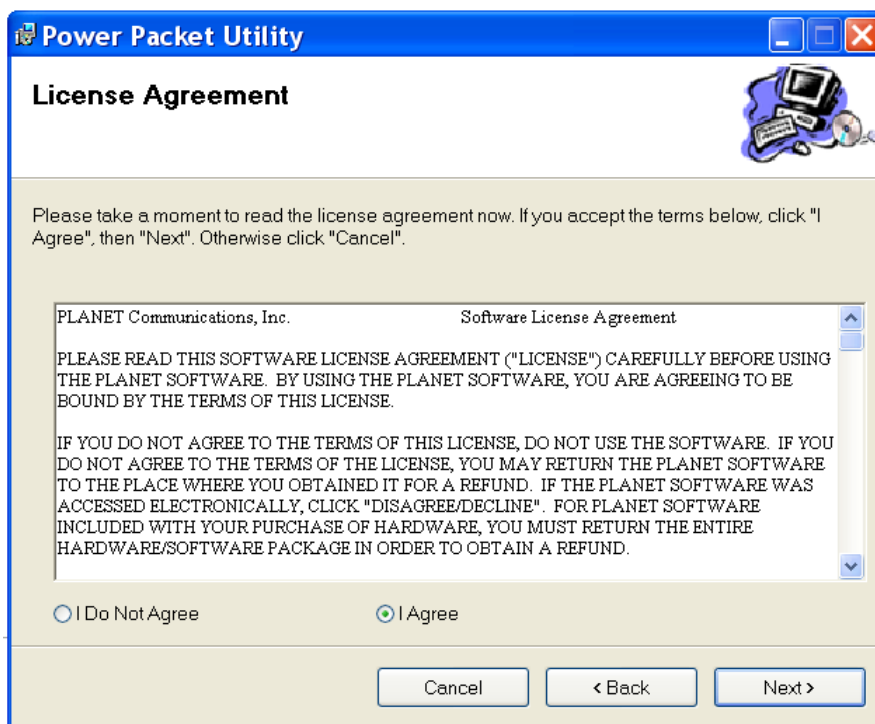 Power Packet Utility
License Agreement
Please take a moment to read the license agreement now. If you accept the terms below, click "I
Agree", then "Next". Otherwise click "Cancel".
PLANET Communications, Inc. Software License Agreement
PLEASE READ THIS SOFTWARE LICENSE AGREEMENT ("LICENSE") CAREFULLY BEFORE USING
THE PLANET SOFTWARE. BY USING THE PLANET SOFTWARE, YOU ARE AGREEING TO BE
BOUND BY THE TERMS OF THIS LICENSE.
IF YOU DO NOT AGREE TO THE TERMS OF THIS LICENSE, DO NOT USE THE SOFTWARE. IF YOU
DO NOT AGREE TO THE TERMS OF THE LICENSE, YOU MAY RETURN THE PLANET SOFTWARE
TO THE PLACE WHERE YOU OBTAINED IT FOR A REFUND. IF THE PLANET SOFTWARE WAS
ACCESSED ELECTRONICALLY, CLICK "DISAGREE/DECLINE". FOR PLANET SOFTWARE
INCLUDED WITH YOUR PURCHASE OF HARDWARE, YOU MUST RETURN THE ENTIRE
HARDWARE/SOFTWARE PACKAGE IN ORDER TO OBTAIN A REFUND.
I Do Not Agree I Agree
Cancel < Back Next >